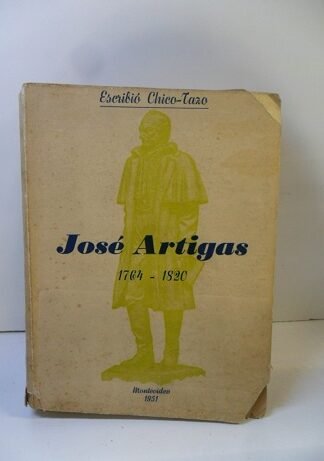 Escribió Chico-Tazo
José Artigas
1764 - 1820
Montevideo
1951